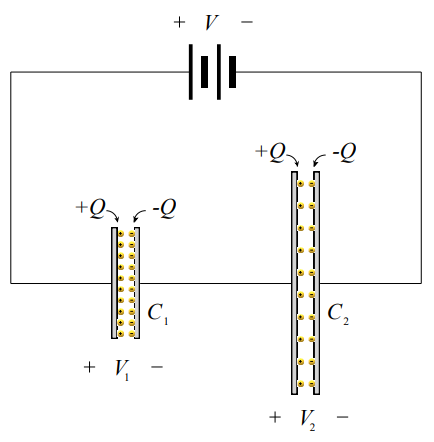 + V −
+Q -Q
+Q -Q
C₁
C₂
+ V₁ −
+ V₂ −